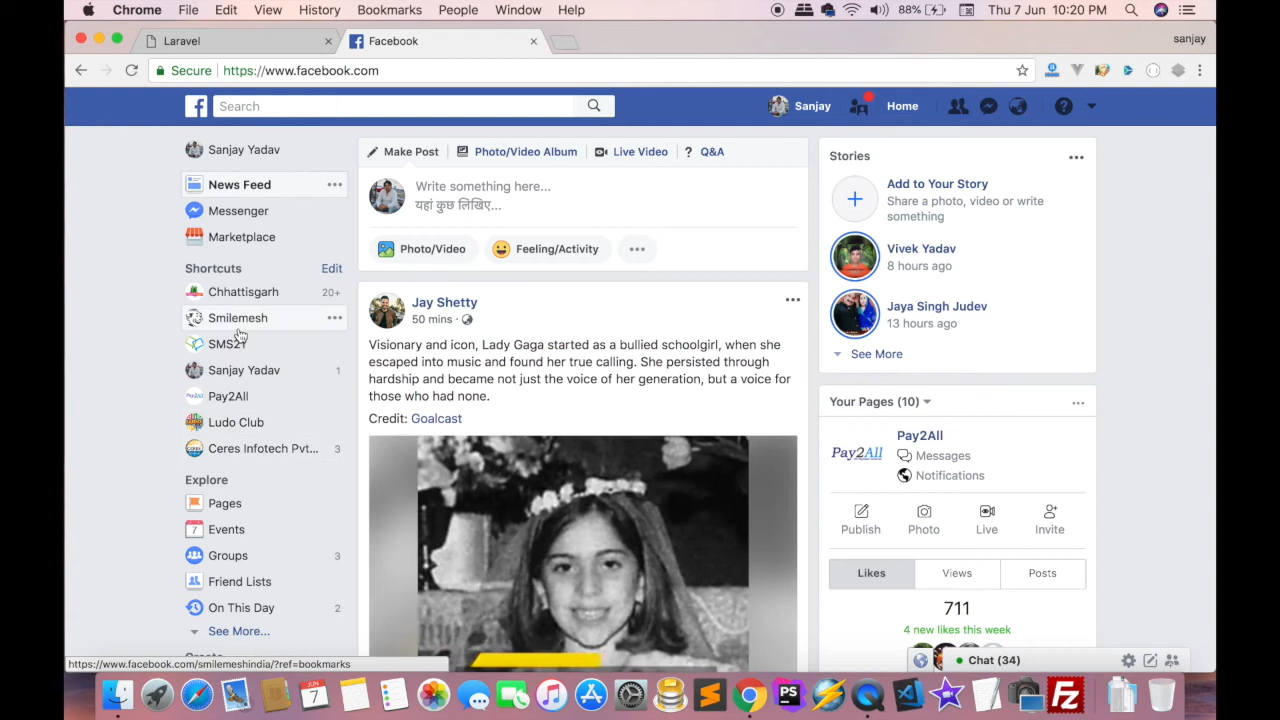 Chrome File Edit View History Bookmarks People Window Help 88% Thu 7 Jun 10:20 PM
Laravel Facebook sanjay
Secure https://www.facebook.com
Search Sanjay Home
Sanjay Yadav
News Feed
Messenger
Marketplace
Shortcuts Edit
Chhattisgarh 20+
Smilemesh
SMS21
Sanjay Yadav 1
Pay2All
Ludo Club
Ceres Infotech Pvt... 3
Explore
Pages
Events
Groups 3
Friend Lists
On This Day 2
See More...
https://www.facebook.com/smilemeshindia/?ref=bookmarks
Make Post Photo/Video Album Live Video Q&A
Write something here...
यहां कुछ लिखिए...
Photo/Video Feeling/Activity
Jay Shetty
50 mins ·
Visionary and icon, Lady Gaga started as a bullied schoolgirl, when she
escaped into music and found her true calling. She persisted through
hardship and became not just the voice of her generation, but a voice for
those who had none.
Credit: Goalcast
Stories
Add to Your Story
Share a photo, video or write
something
Vivek Yadav
8 hours ago
Jaya Singh Judev
13 hours ago
See More
Your Pages (10)
Pay2All
Pay2All
Messages
Notifications
Publish Photo Live Invite
Likes Views Posts
711
4 new likes this week
Chat (34)
7
PS
Fz